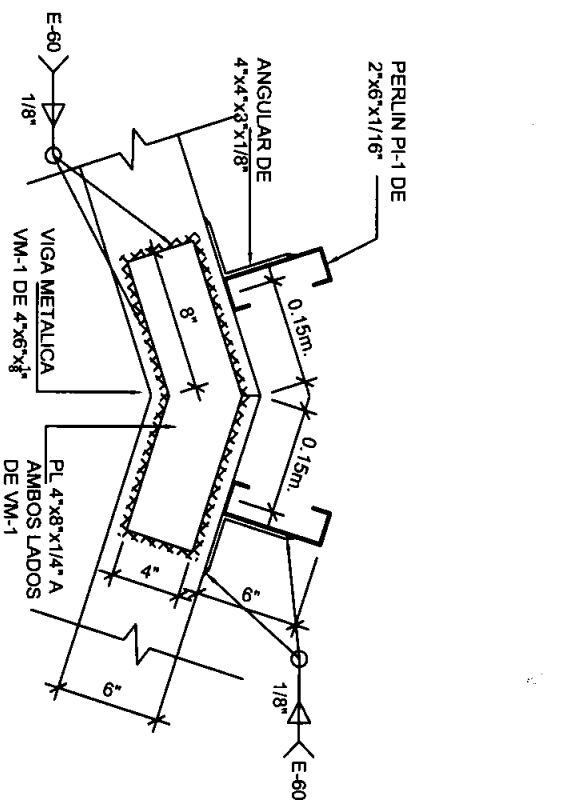 PERLIN PI-1 DE
2"x6"x1/16"
ANGULAR DE
4"x4"x3"x1/8"
E-60
1/8"
0.15m.
0.15m.
8"
VIGA METALICA
VM-1 DE 4"x6"x1/8"
PL 4"x8"x1/4" A
AMBOS LADOS
DE VM-1
4"
6"
6"
1/8"
E-60